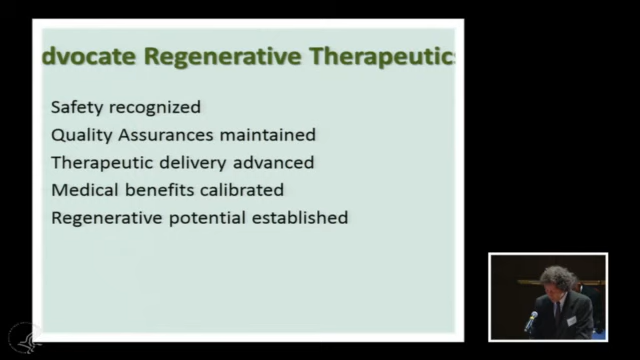 dvocate Regenerative Therapeutics
Safety recognized
Quality Assurances maintained
Therapeutic delivery advanced
Medical benefits calibrated
Regenerative potential established